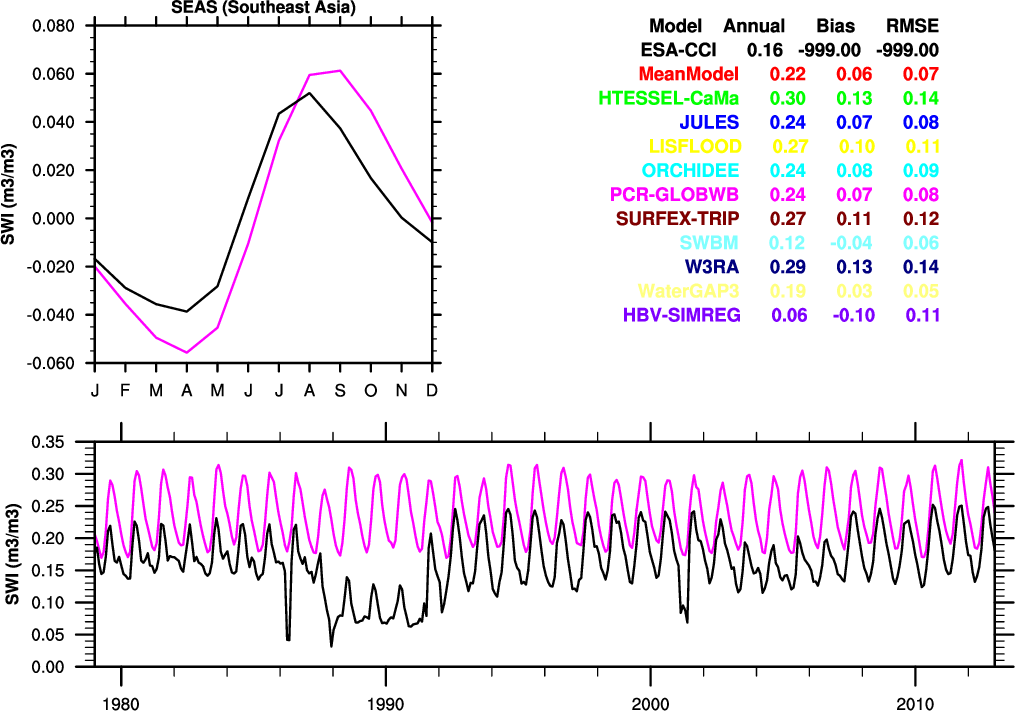 SEAS (Southeast Asia)
0.080
0.060
0.040
0.020
0.000
-0.020
-0.040
-0.060
SWI (m3/m3)
J F M A M J J A S O N D
Model Annual Bias RMSE
ESA-CCI 0.16 -999.00 -999.00
MeanModel 0.22 0.06 0.07
HTESSEL-CaMa 0.30 0.13 0.14
JULES 0.24 0.07 0.08
LISFLOOD 0.27 0.10 0.11
ORCHIDEE 0.24 0.08 0.09
PCR-GLOBWB 0.24 0.07 0.08
SURFEX-TRIP 0.27 0.11 0.12
SWBM 0.12 -0.04 0.06
W3RA 0.29 0.13 0.14
WaterGAP3 0.19 0.03 0.05
HBV-SIMREG 0.06 -0.10 0.11
0.35
0.30
0.25
0.20
0.15
0.10
0.05
0.00
SWI (m3/m3)
1980 1990 2000 2010